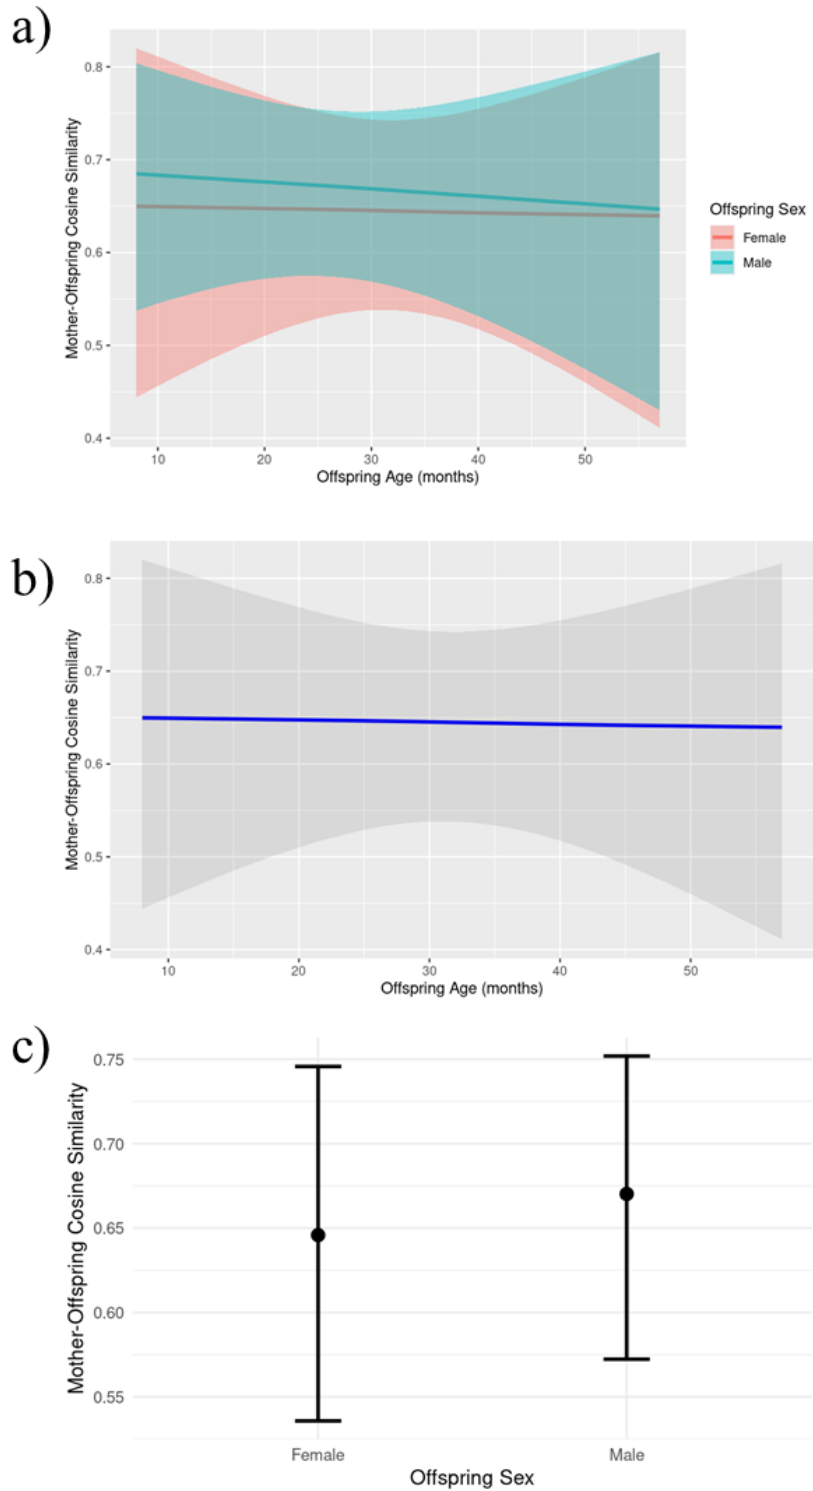 a)
Mother-Offspring Cosine Similarity
0.8
0.7
0.6
0.5
0.4
10 20 30 40 50
Offspring Age (months)
Offspring Sex
Female
Male
b)
Mother-Offspring Cosine Similarity
0.8
0.7
0.6
0.5
0.4
10 20 30 40 50
Offspring Age (months)
c)
Mother-Offspring Cosine Similarity
0.75
0.70
0.65
0.60
0.55
Female Male
Offspring Sex